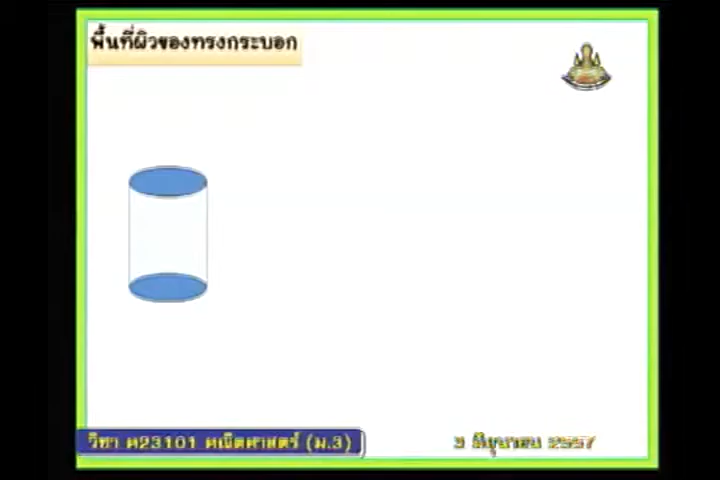 พื้นที่ผิวของทรงกระบอก
วิชา ค23101 คณิตศาสตร์ (ม.3)
3 มิถุนายน 2557